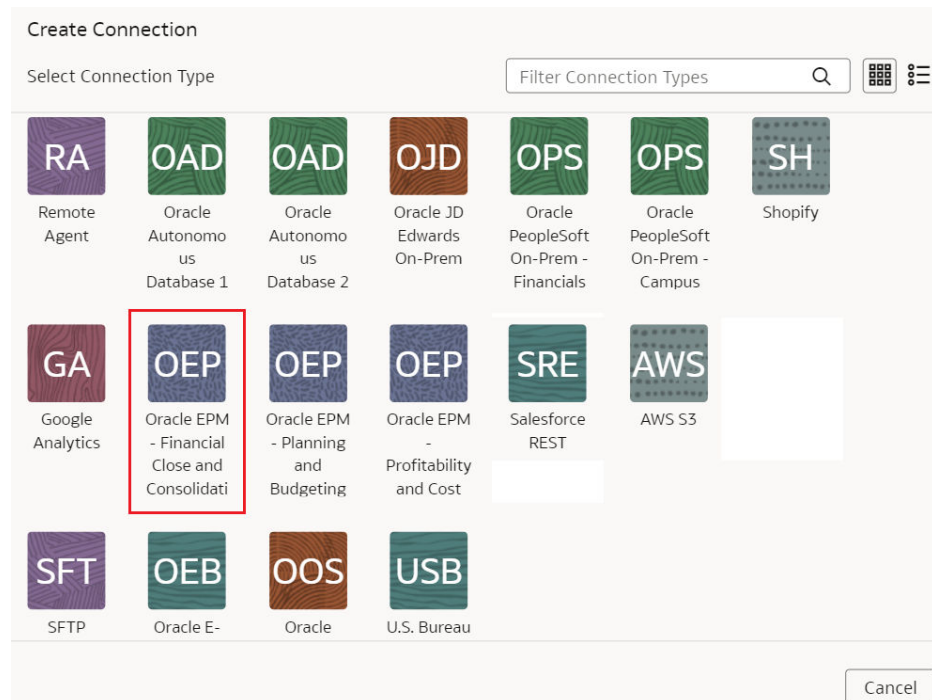 Create Connection
Select Connection Type
Filter Connection Types
RA
OAD
OAD
OJD
OPS
OPS
SH
Remote
Agent
Oracle
Autonomo
us
Database 1
Oracle
Autonomo
us
Database 2
Oracle JD
Edwards
On-Prem
Oracle
PeopleSoft
On-Prem -
Financials
Oracle
PeopleSoft
On-Prem -
Campus
Shopify
GA
OEP
OEP
OEP
SRE
AWS
Google
Analytics
Oracle EPM
- Financial
Close and
Consolidati
Oracle EPM
- Planning
and
Budgeting
Oracle EPM
-
Profitability
and Cost
Salesforce
REST
AWS S3
SFT
OEB
OOS
USB
SFTP
Oracle E-
Oracle
U.S. Bureau
Cancel